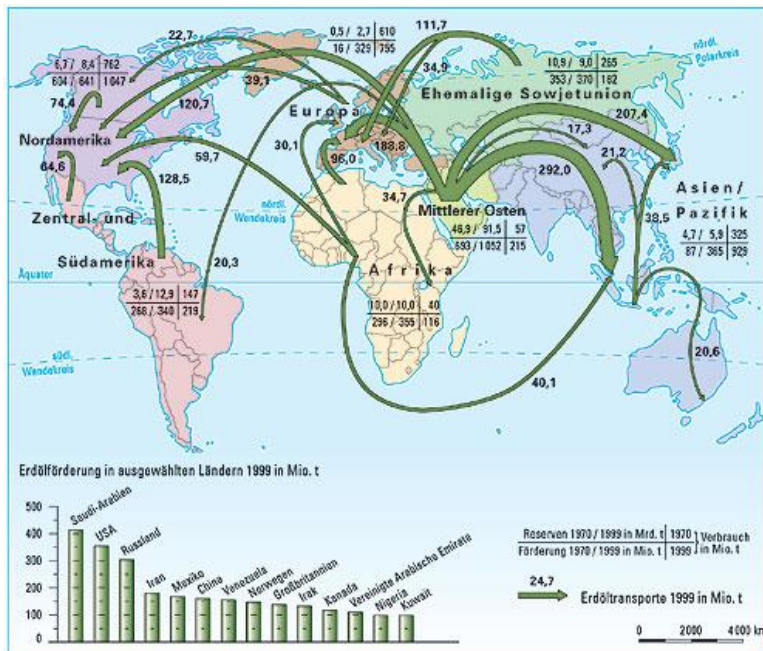 22,7
0,5 / 2,7 | 610
16 / 329 | 755
111,7
6,7 / 8,4 | 762
604 / 641 | 1047
39,1
34,9
10,9 / 9,0 | 265
353 / 370 | 182
nördl.
Polarkreis
Ehemalige Sowjetunion
74,4
120,7
Europa
207,4
Nordamerika
30,1
188,8
17,3
59,7
96,0
21,2
64,6
128,5
292,0
Asien/
Pazifik
34,7
nördl.
Wendekreis
Mittlerer Osten
38,5
Zentral- und
Südamerika
46,9 / 91,5 | 57
693 / 1052 | 215
4,7 / 5,9 | 325
87 / 365 | 929
Afrika
20,3
Äquator
3,6 / 12,9 | 147
268 / 340 | 219
10,0 / 10,0 | 40
296 / 355 | 116
südl.
Wendekreis
20,6
40,1
Erdölförderung in ausgewählten Ländern 1999 in Mio. t
500
400
300
200
100
0
Saudi-Arabien
USA
Russland
Iran
Mexiko
China
Venezuela
Norwegen
Großbritannien
Irak
Kanada
Vereinigte Arabische Emirate
Nigeria
Kuwait
Reserven 1970 / 1999 in Mrd. t | 1970
Förderung 1970 / 1999 in Mio. t | 1999
Verbrauch
in Mio. t
24,7
Erdöltransporte 1999 in Mio. t
0 2000 4000 km